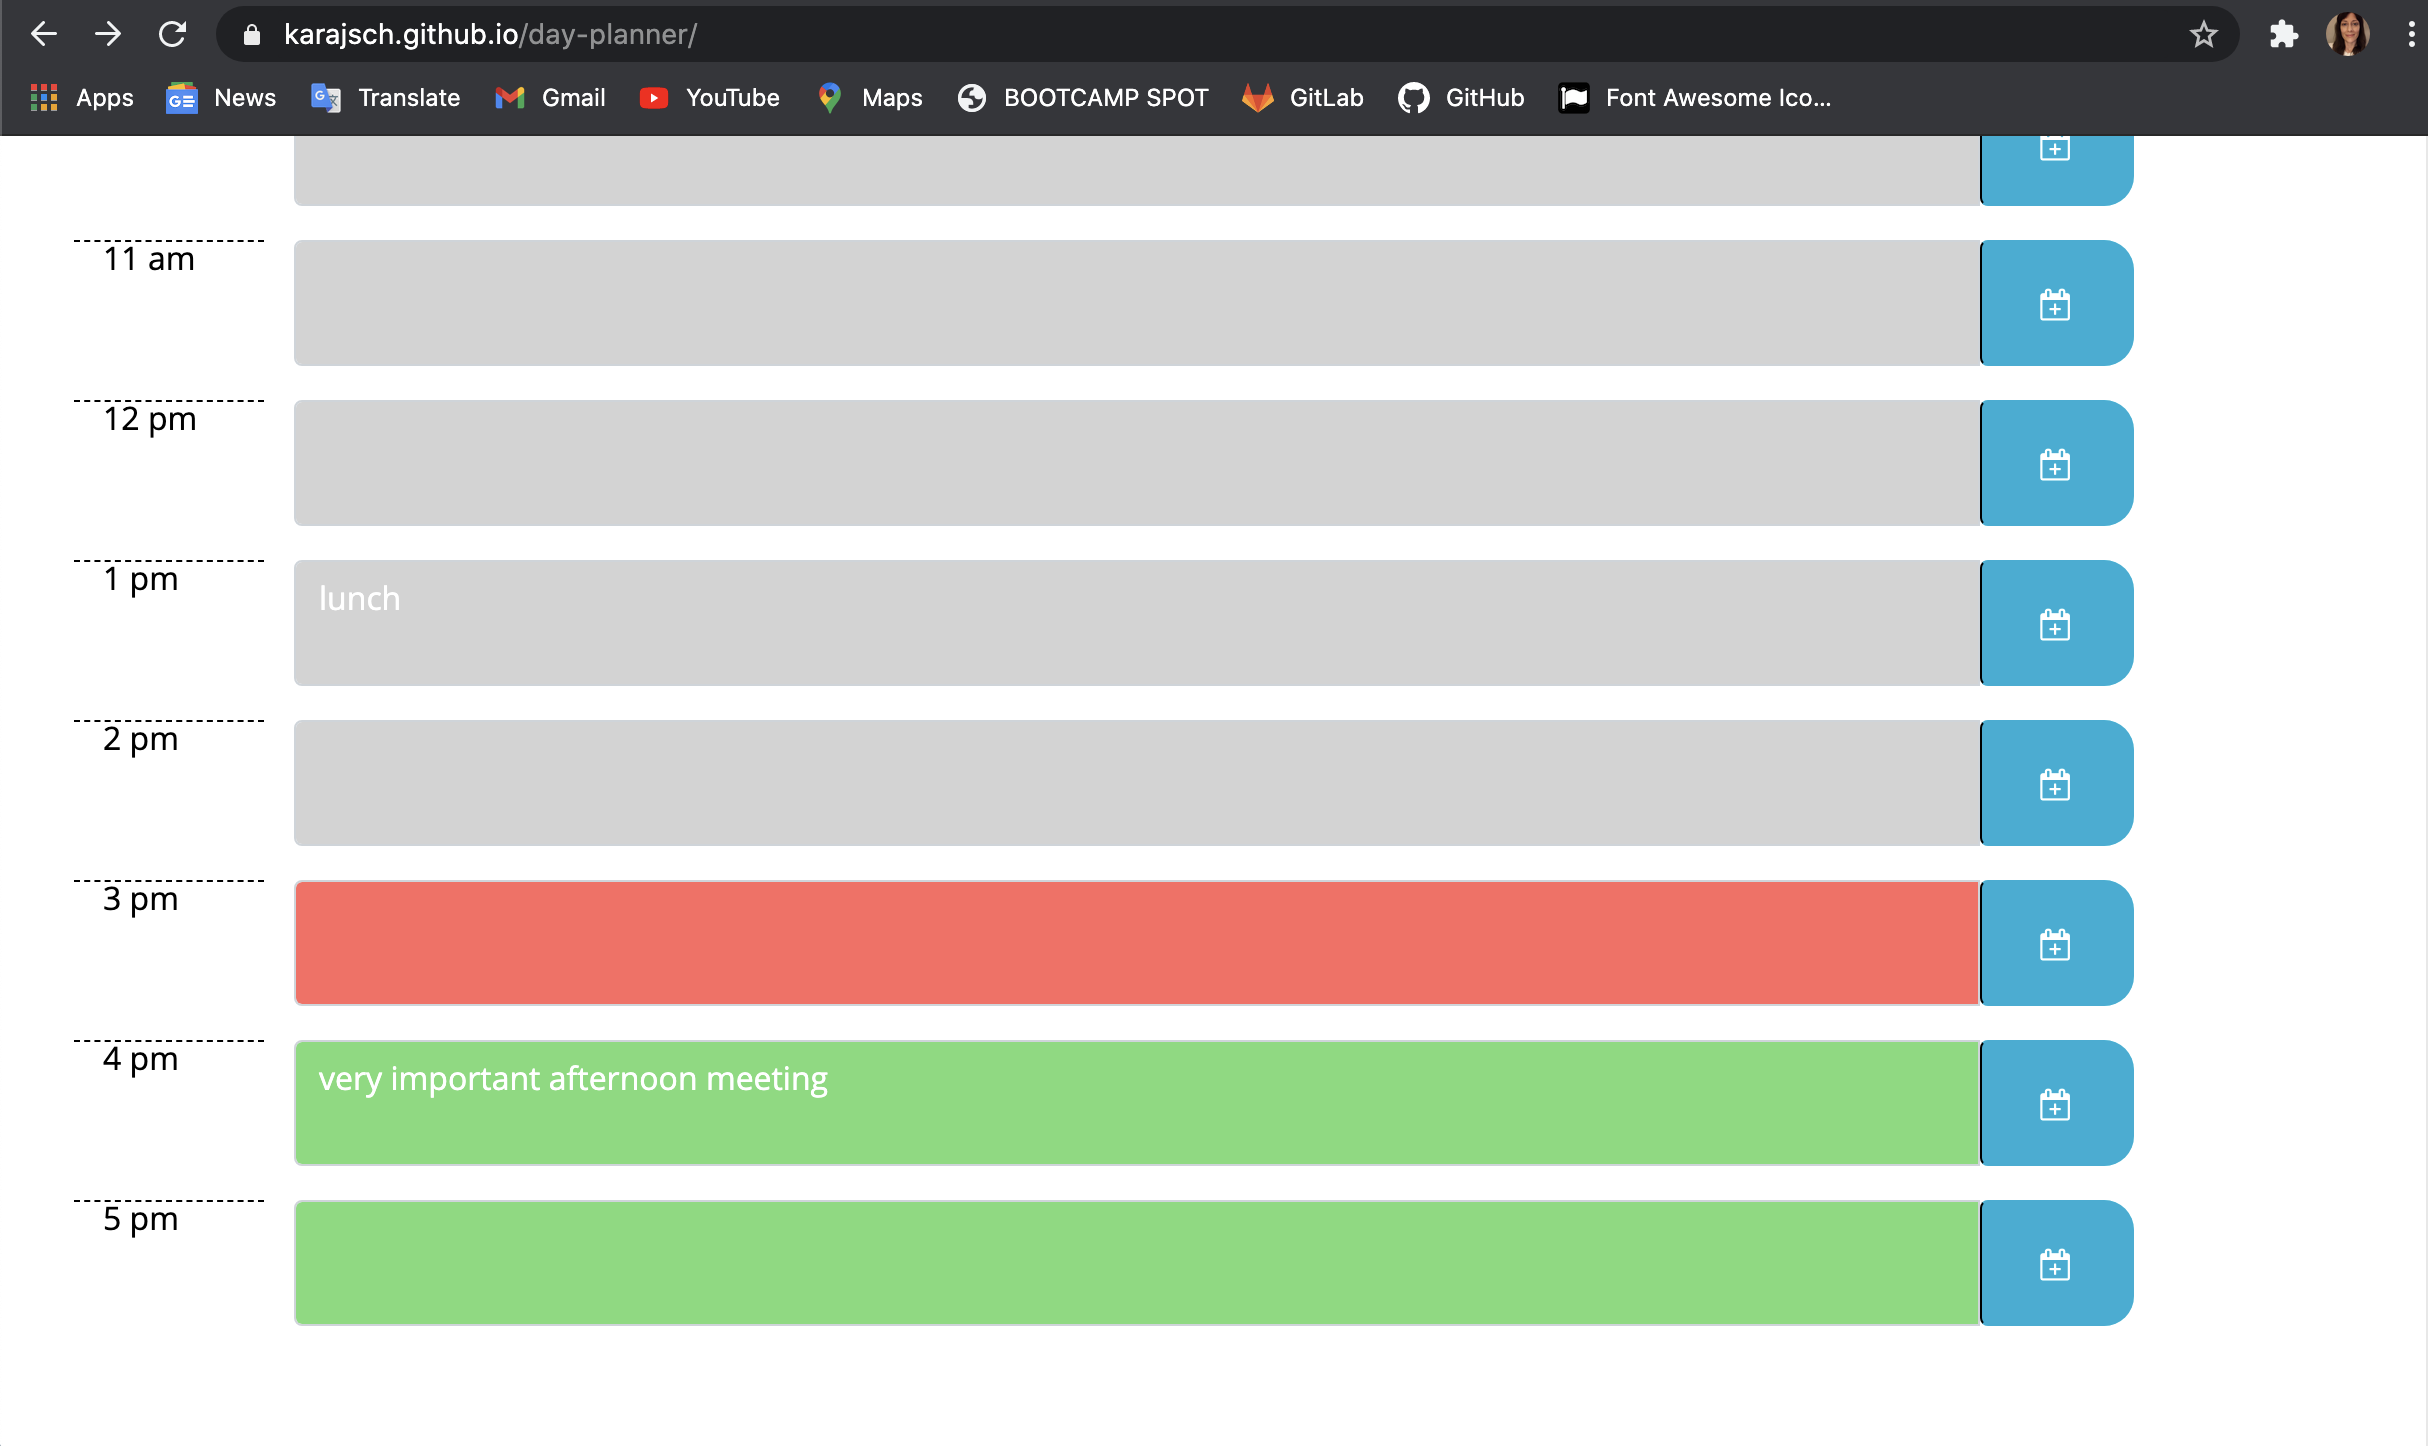 karajsch.github.io/day-planner/
Apps News Translate Gmail YouTube Maps BOOTCAMP SPOT GitLab GitHub Font Awesome Ico...
11 am
12 pm
1 pm lunch
2 pm
3 pm
4 pm very important afternoon meeting
5 pm